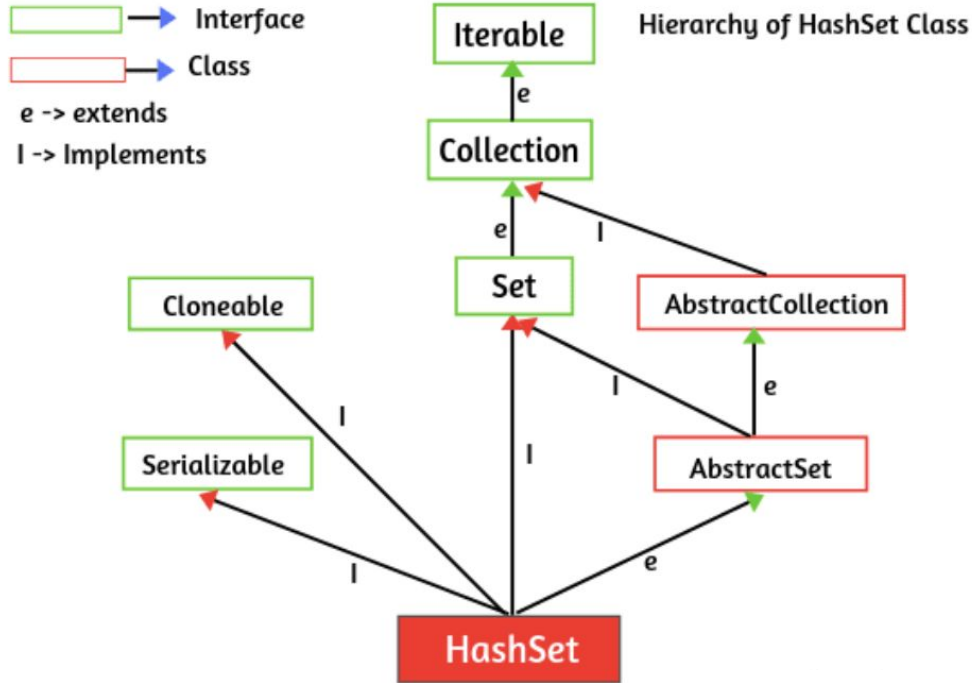 Interface
Class
e -> extends
I -> Implements
Hierarchy of HashSet Class
Iterable
e
Collection
e
I
Set
Cloneable
AbstractCollection
I
e
I
I
Serializable
AbstractSet
I
e
HashSet